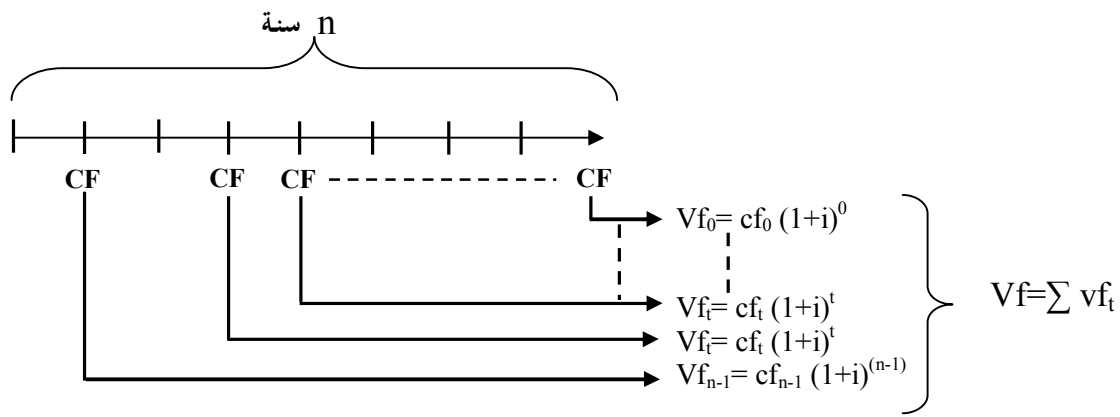 n سنة
CF CF CF CF
Vf₀= cf₀ (1+i)⁰
Vfₜ= cfₜ (1+i)ᵗ
Vfₜ= cfₜ (1+i)ᵗ
Vfₙ₋₁= cfₙ₋₁ (1+i)⁽ⁿ⁻¹⁾
Vf=∑ vfₜ